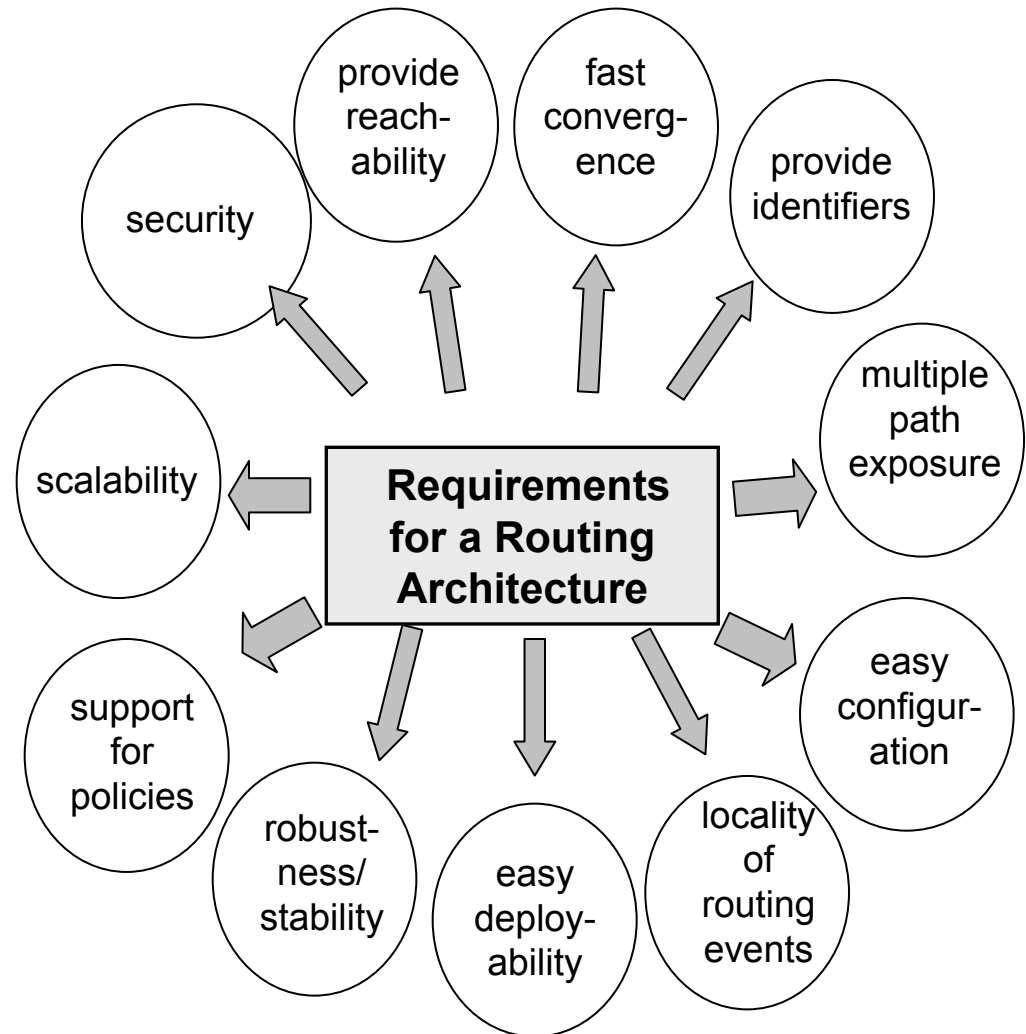 provide
reach-
ability
fast
converg-
ence
provide
identifiers
security
multiple
path
exposure
scalability
Requirements
for a Routing
Architecture
easy
configur-
ation
support
for
policies
robust-
ness/
stability
easy
deploy-
ability
locality
of
routing
events